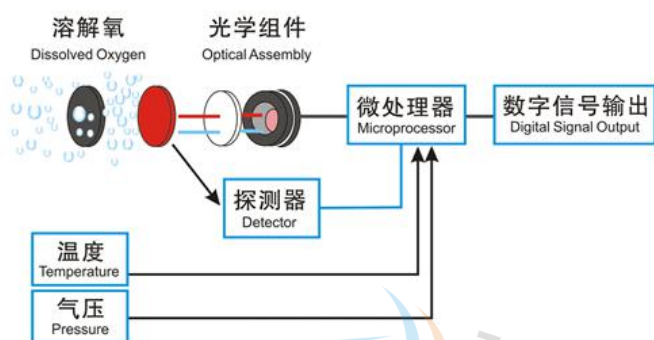 溶解氧
Dissolved Oxygen
光学组件
Optical Assembly
微处理器
Microprocessor
数字信号输出
Digital Signal Output
探测器
Detector
温度
Temperature
气压
Pressure